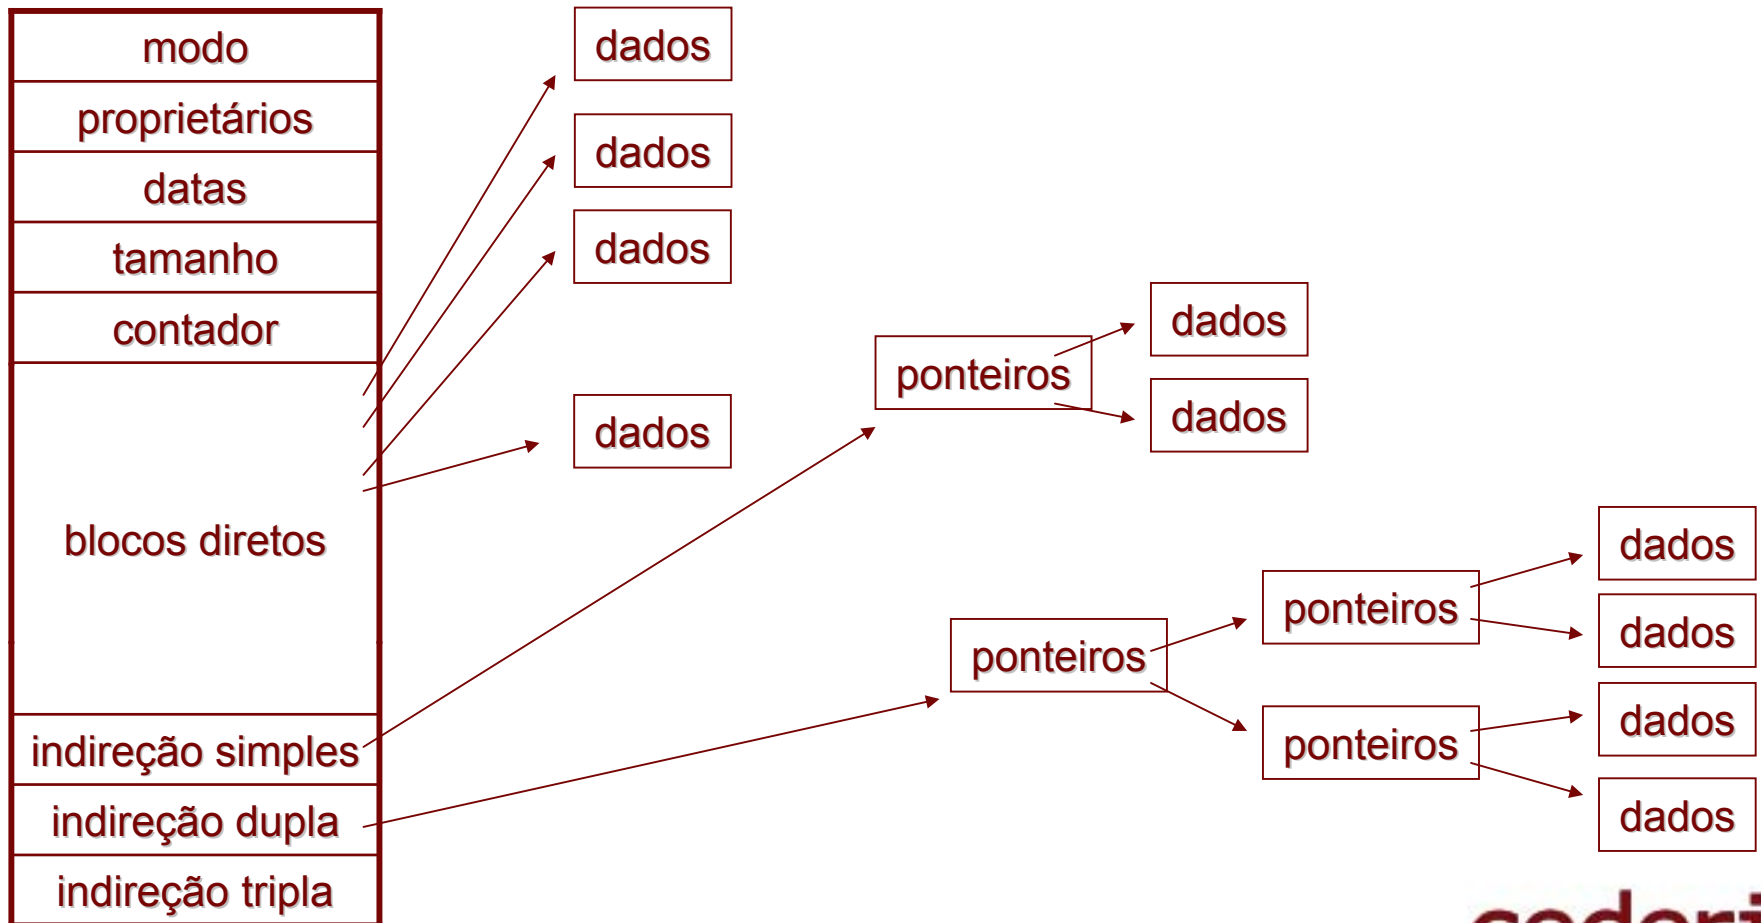 modo
proprietários
datas
tamanho
contador
blocos diretos
indireção simples
indireção dupla
indireção tripla
dados
dados
dados
dados
ponteiros
dados
dados
ponteiros
ponteiros
ponteiros
dados
dados
dados
dados